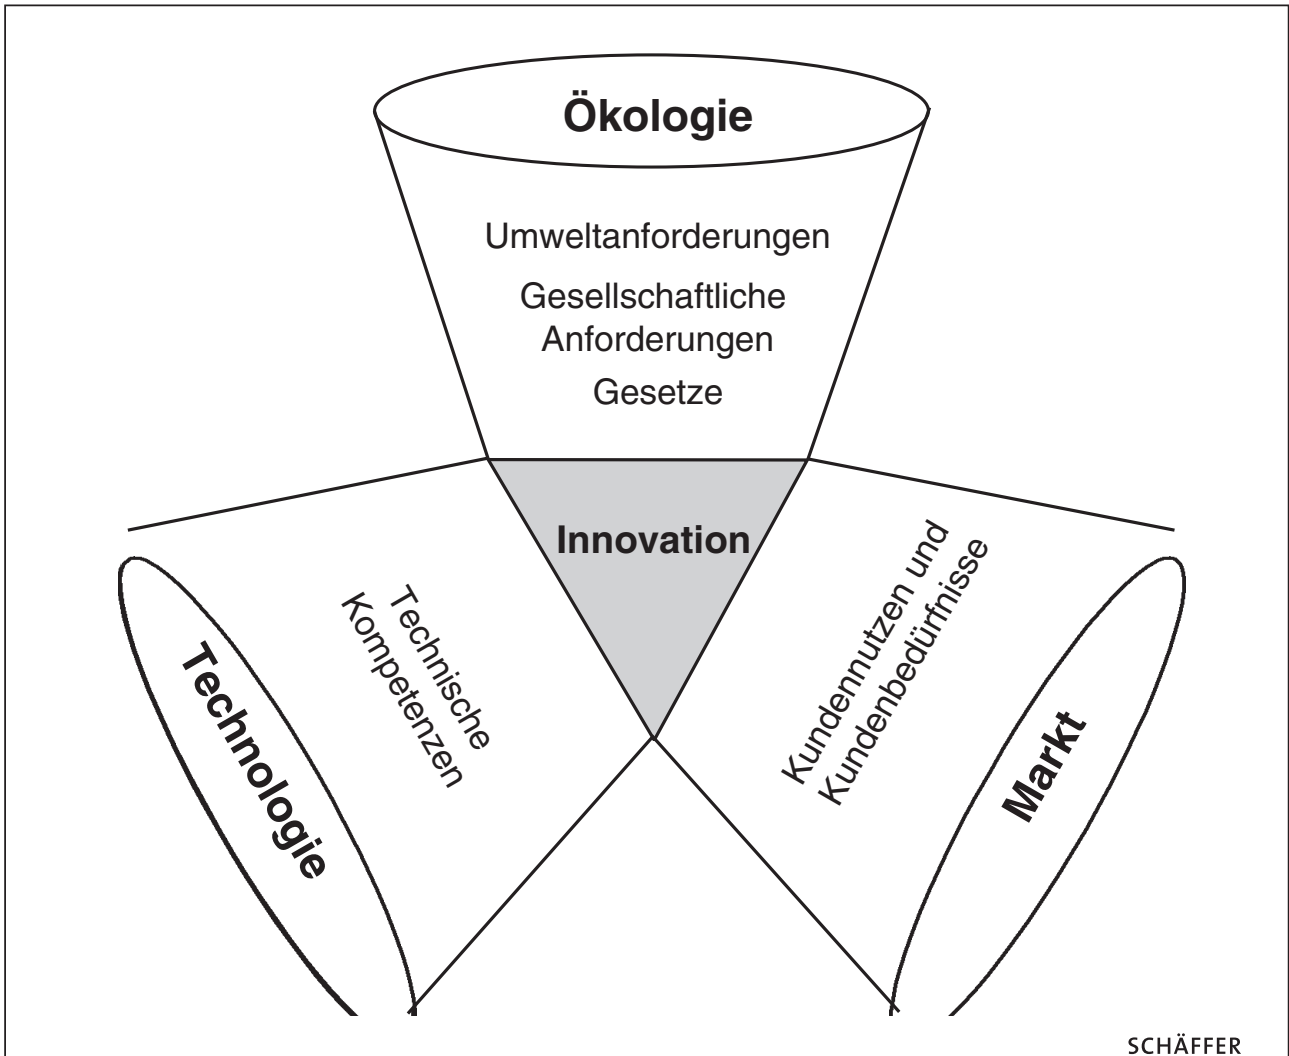 Ökologie
Umweltanforderungen
Gesellschaftliche
Anforderungen
Gesetze
Innovation
Technische
Kompetenzen
Technologie
Kundennutzen und
Kundenbedürfnisse
Markt
SCHÄFFER